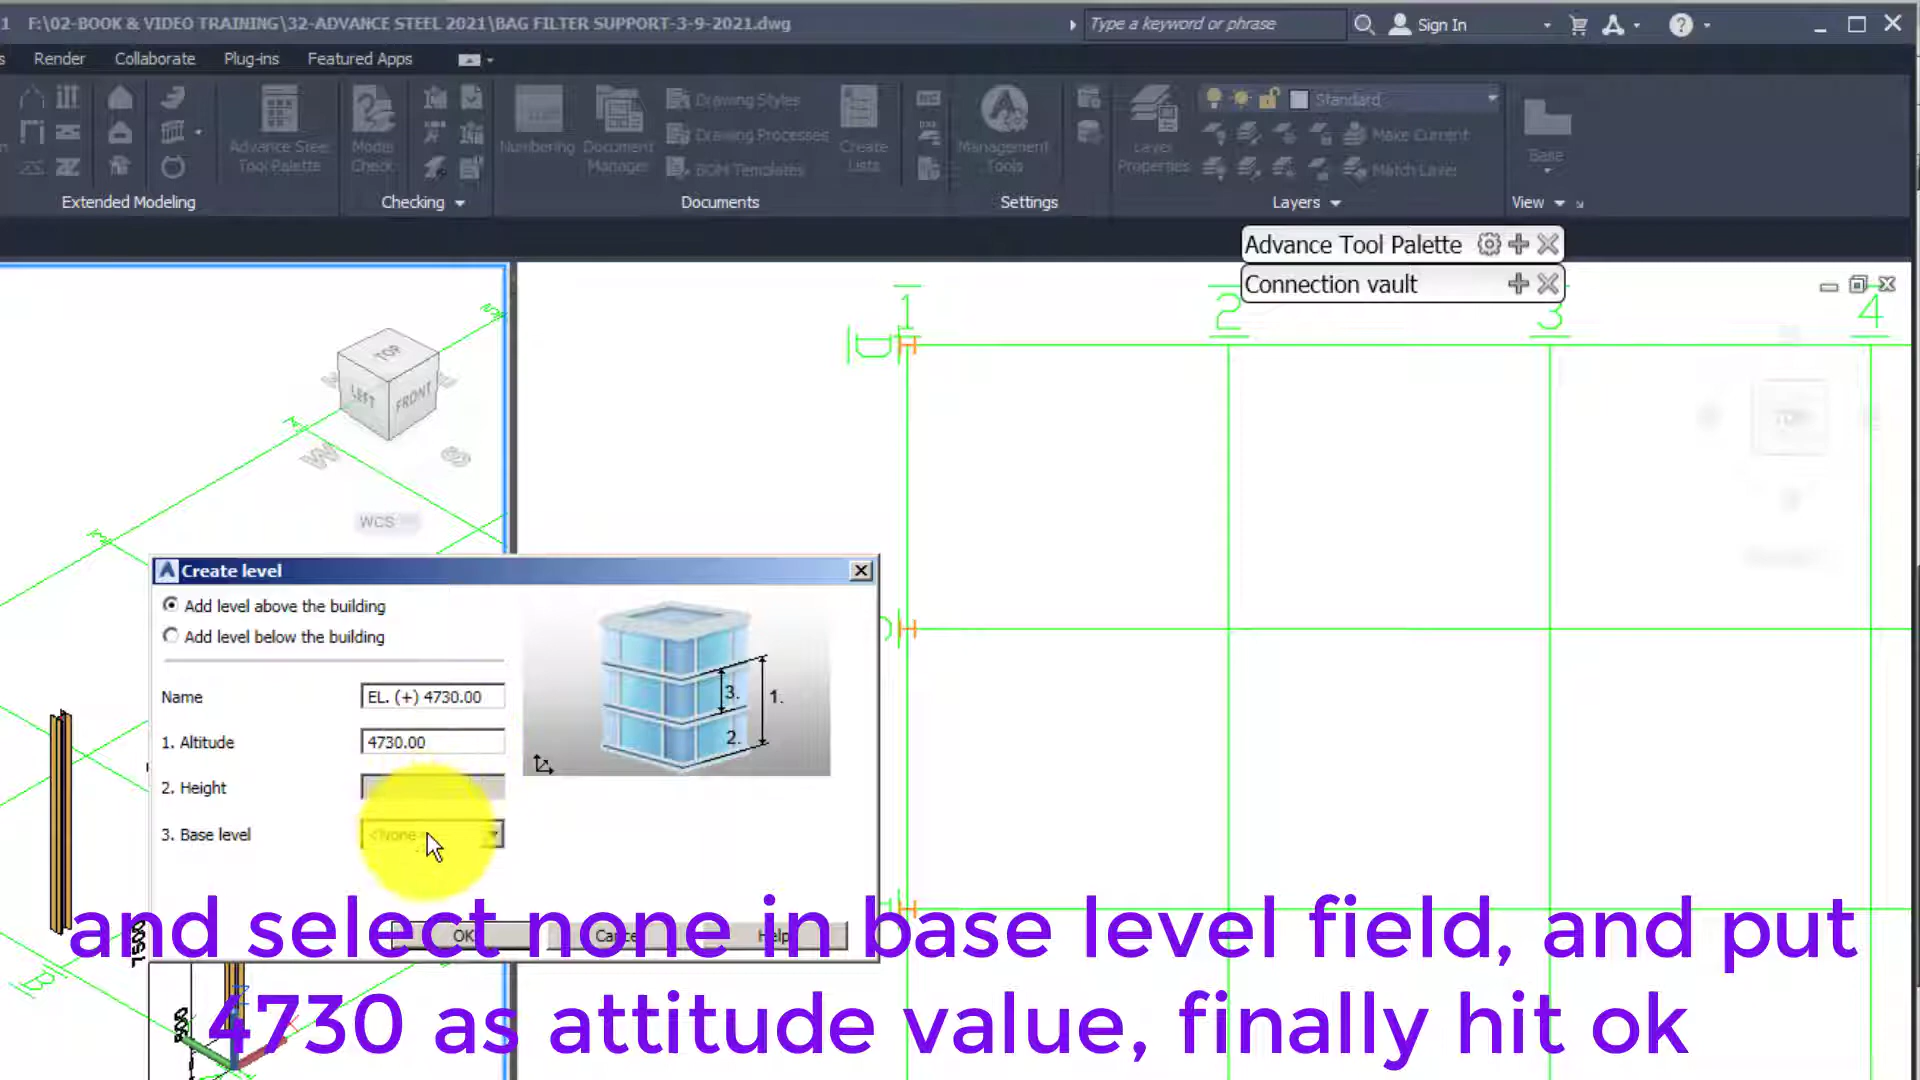 1 F:\02-BOOK & VIDEO TRAINING\32-ADVANCE STEEL 2021\BAG FILTER SUPPORT-3-9-2021.dwg
Type a keyword or phrase
Sign In
s Render Collaborate Plug-ins Featured Apps
Advance Steel
Tool Palette
Model
Check
Numbering
Document
Manager
Drawing Styles
Drawing Processes
BOM Templates
Create
Lists
Management
Tools
Layer
Properties
Standard
Make Current
Match Layer
Base
Extended Modeling
Checking
Documents
Settings
Layers
View
Advance Tool Palette
Connection vault
1 2 3 4
D
TOP
LEFT
FRONT
W
S
WCS
TOP
Create level
Add level above the building
Add level below the building
Name
EL. (+) 4730.00
1. Altitude
4730.00
2. Height
3. Base level
<None
3.
1.
2.
OK
Cancel
Help
B
and select none in base level field, and put
4730 as attitude value, finally hit ok